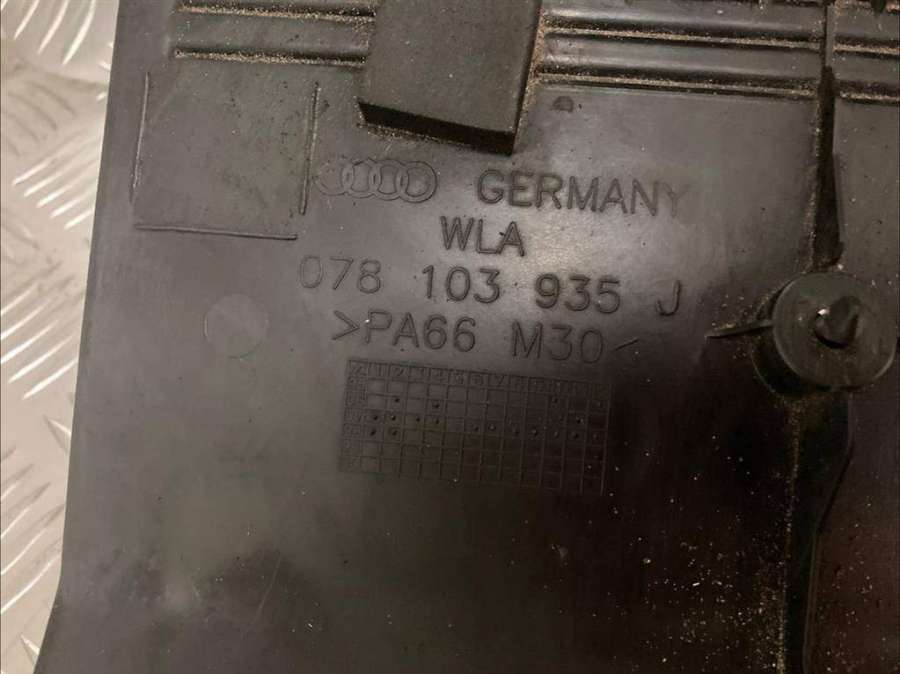 GERMANY
WLA
078 103 935 J
>PA66 M30<